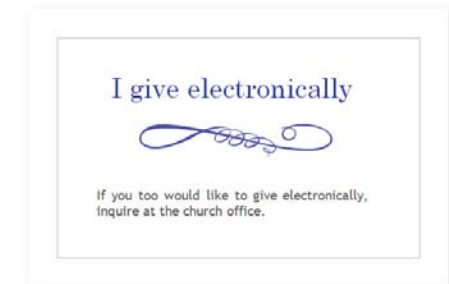 I give electronically
If you too would like to give electronically,
inquire at the church office.